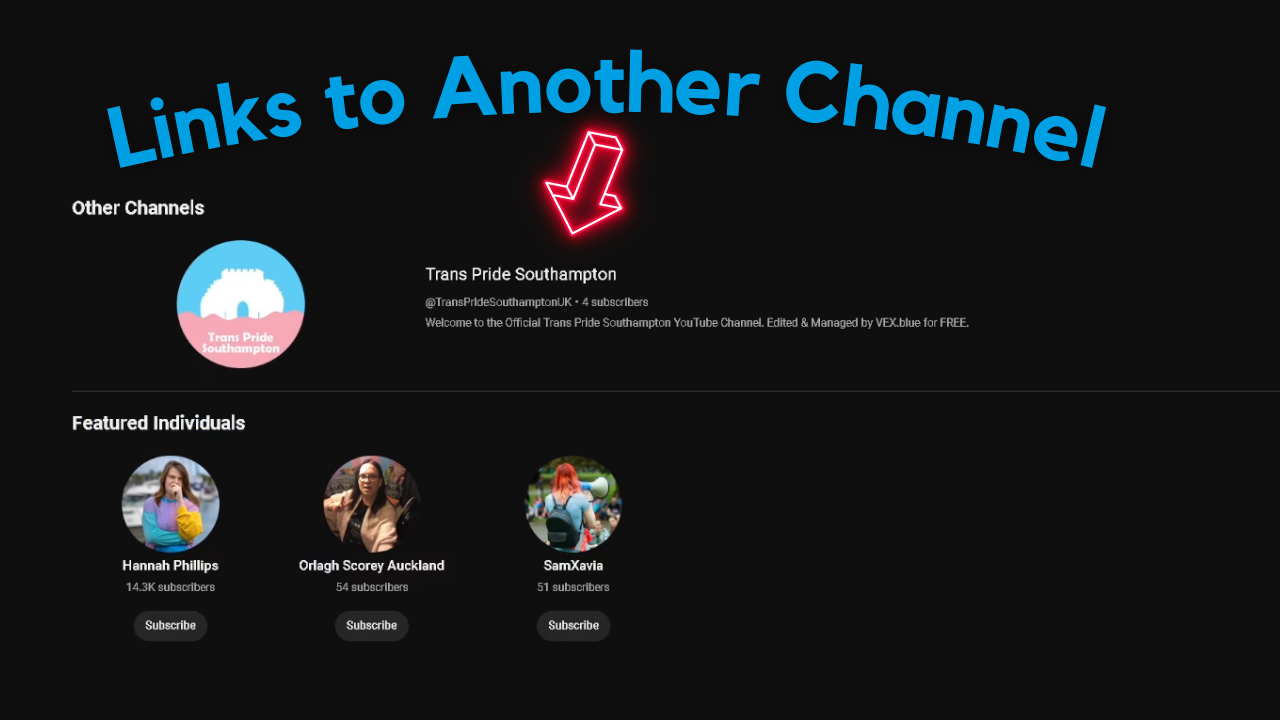 Links to Another Channel
Other Channels
Trans Pride
Southampton
Trans Pride Southampton
@TransPrideSouthamptonUK • 4 subscribers
Welcome to the Official Trans Pride Southampton YouTube Channel. Edited & Managed by VEX.blue for FREE.
Featured Individuals
Hannah Phillips
14.3K subscribers
Subscribe
Orlagh Scorey Auckland
54 subscribers
Subscribe
SamXavia
51 subscribers
Subscribe